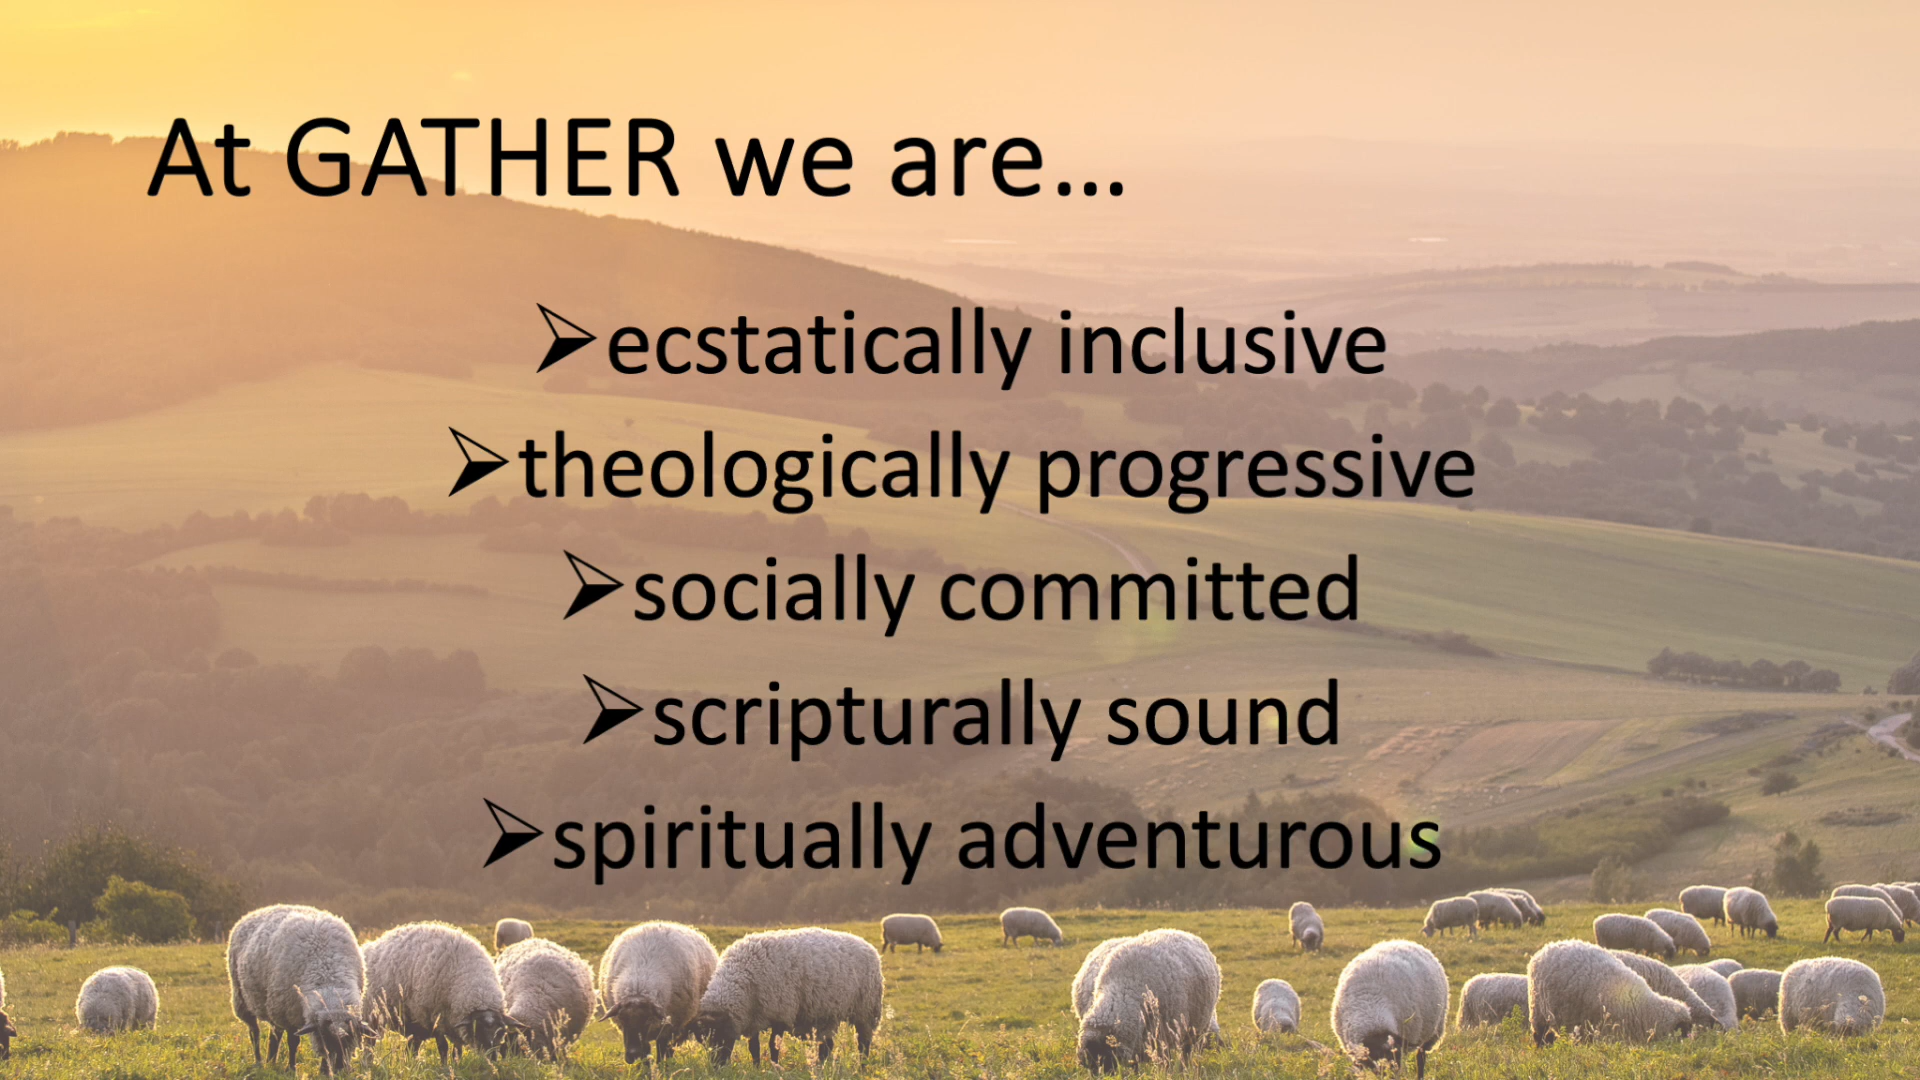 At GATHER we are...
➢ecstatically inclusive
➢theologically progressive
➢socially committed
➢scripturally sound
➢spiritually adventurous